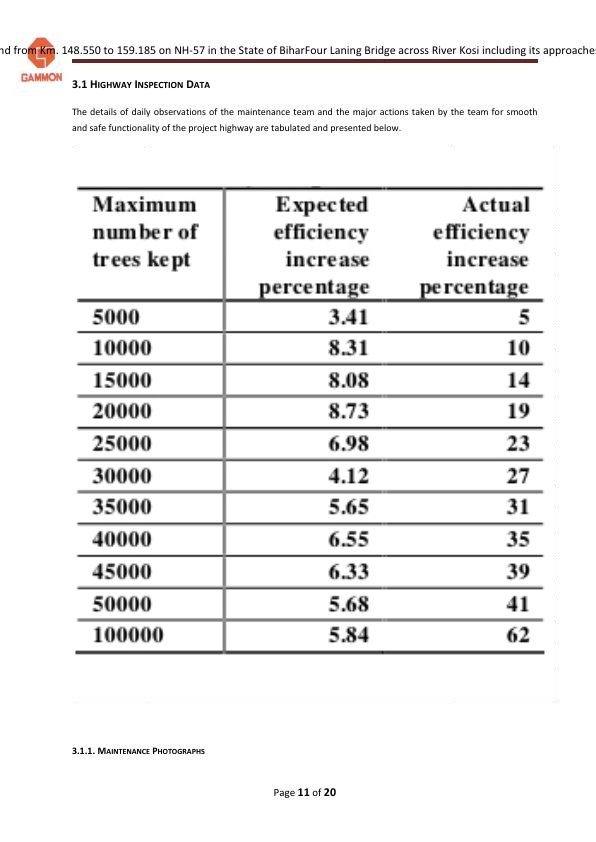 nd from Km. 148.550 to 159.185 on NH-57 in the State of BiharFour Laning Bridge across River Kosi including its approaches
GAMMON
3.1 HIGHWAY INSPECTION DATA
The details of daily observations of the maintenance team and the major actions taken by the team for smooth
and safe functionality of the project highway are tabulated and presented below.
Maximum number of trees kept Expected efficiency increase percentage Actual efficiency increase percentage
5000 3.41 5
10000 8.31 10
15000 8.08 14
20000 8.73 19
25000 6.98 23
30000 4.12 27
35000 5.65 31
40000 6.55 35
45000 6.33 39
50000 5.68 41
100000 5.84 62
3.1.1. MAINTENANCE PHOTOGRAPHS
Page 11 of 20